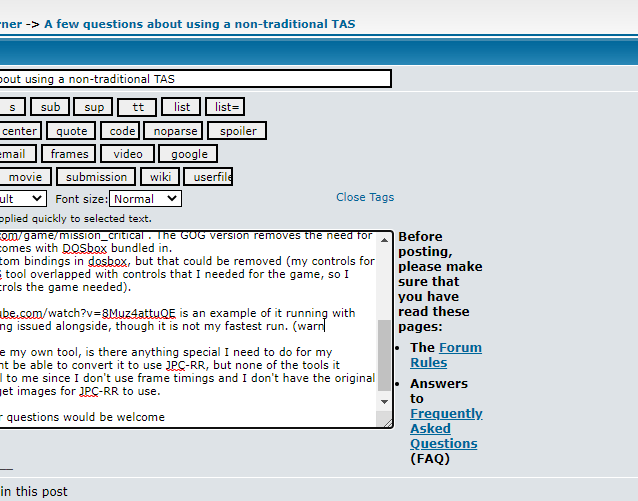 rner -> A few questions about using a non-traditional TAS
bout using a non-traditional TAS
s sub sup tt list list=
center quote code noparse spoiler
email frames video google
movie submission wiki userfile
ult Font size: Normal Close Tags
pplied quickly to selected text.
om/game/mission_critical . The GOG version removes the need for
comes with DOSbox bundled in.
tom bindings in dosbox, but that could be removed (my controls for
S tool overlapped with controls that I needed for the game, so I
trols the game needed).
ube.com/watch?v=8Muz4attuQE is an example of it running with
ng issued alongside, though it is not my fastest run. (warn
e my own tool, is there anything special I need to do for my
ht be able to convert it to use JPC-RR, but none of the tools it
l to me since I don't use frame timings and I don't have the original
get images for JPC-RR to use.
r questions would be welcome
Before
posting,
please make
sure that
you have
read these
pages:
• The Forum
Rules
• Answers
to
Frequently
Asked
Questions
(FAQ)
in this post